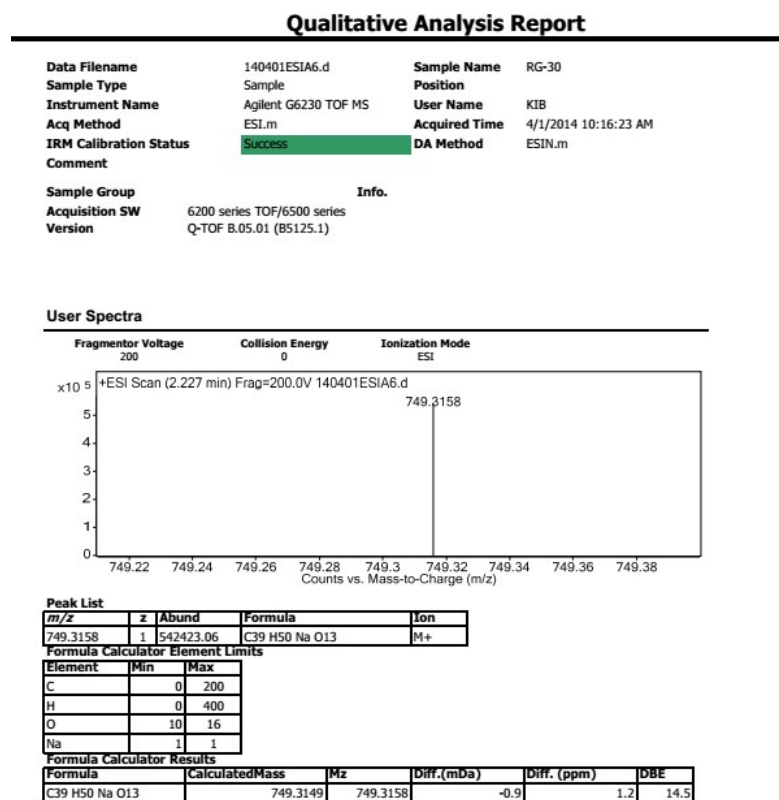 Qualitative Analysis Report
Data Filename 140401ESIA6.d Sample Name RG-30
Sample Type Sample Position
Instrument Name Agilent G6230 TOF MS User Name KIB
Acq Method ESI.m Acquired Time 4/1/2014 10:16:23 AM
IRM Calibration Status Success DA Method ESIN.m
Comment
Sample Group Info.
Acquisition SW 6200 series TOF/6500 series
Version Q-TOF B.05.01 (B5125.1)
User Spectra
Fragmentor Voltage Collision Energy Ionization Mode
200 0 ESI
x10 5 +ESI Scan (2.227 min) Frag=200.0V 140401ESIA6.d
749.3158
5
4
3
2
1
0
749.22 749.24 749.26 749.28 749.3 749.32 749.34 749.36 749.38
Counts vs. Mass-to-Charge (m/z)
Peak List
m/z z Abund Formula Ion
749.3158 1 542423.06 C39 H50 Na O13 M+
Formula Calculator Element Limits
Element Min Max
C 0 200
H 0 400
O 10 16
Na 1 1
Formula Calculator Results
Formula CalculatedMass Mz Diff.(mDa) Diff. (ppm) DBE
C39 H50 Na O13 749.3149 749.3158 -0.9 1.2 14.5